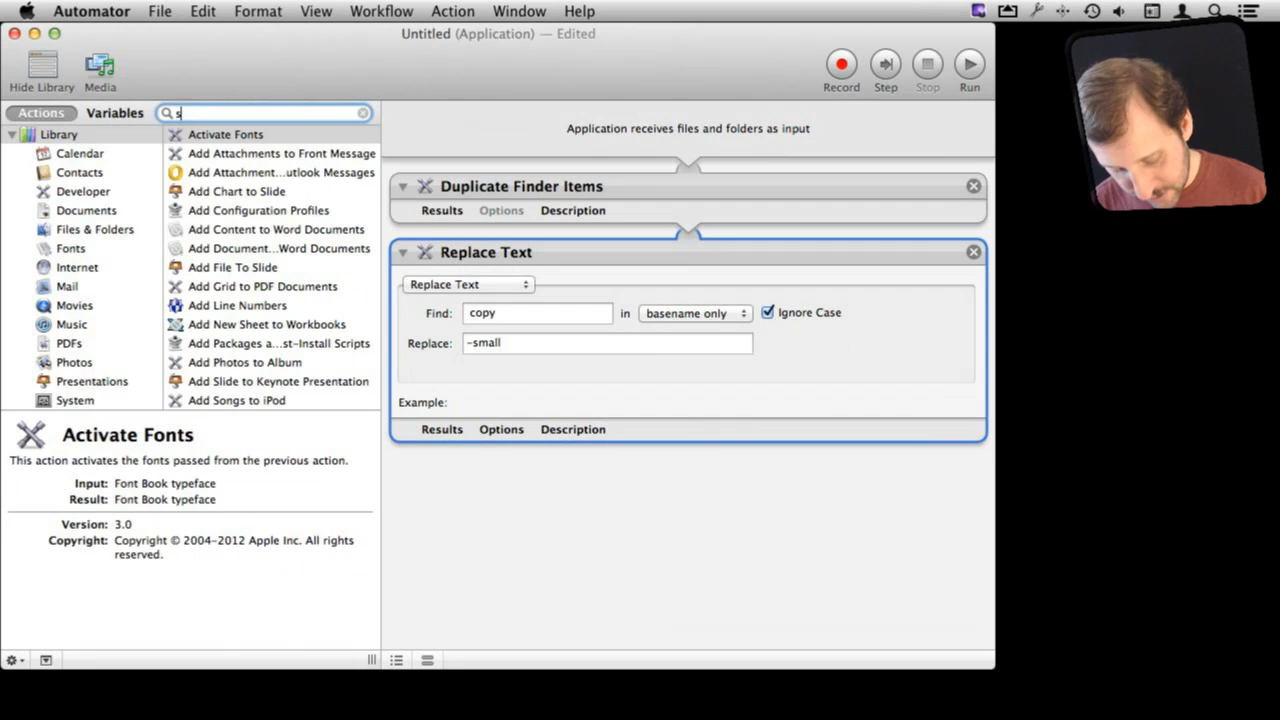 Automator File Edit Format View Workflow Action Window Help
Untitled (Application) — Edited
Hide Library Media Record Step Stop Run
Actions Variables s
Application receives files and folders as input
Library
Calendar
Contacts
Developer
Documents
Files & Folders
Fonts
Internet
Mail
Movies
Music
PDFs
Photos
Presentations
System
Activate Fonts
Add Attachments to Front Message
Add Attachment...utlook Messages
Add Chart to Slide
Add Configuration Profiles
Add Content to Word Documents
Add Document...Word Documents
Add File To Slide
Add Grid to PDF Documents
Add Line Numbers
Add New Sheet to Workbooks
Add Packages a...st-Install Scripts
Add Photos to Album
Add Slide to Keynote Presentation
Add Songs to iPod
Duplicate Finder Items
Results Options Description
Replace Text
Replace Text
Find: copy in basename only Ignore Case
Replace: -small
Example:
Results Options Description
Activate Fonts
This action activates the fonts passed from the previous action.
Input: Font Book typeface
Result: Font Book typeface
Version: 3.0
Copyright: Copyright © 2004-2012 Apple Inc. All rights
reserved.